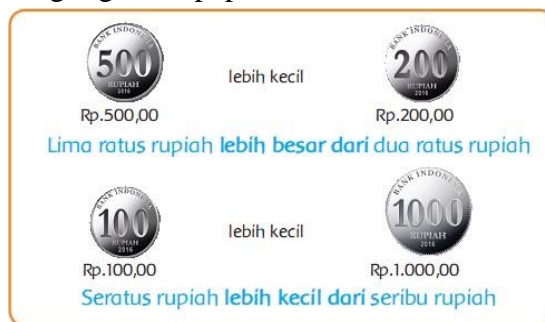 BANK INDONESIA
500
RUPIAH
2016
lebih kecil
BANK INDONESIA
200
RUPIAH
2016
Rp.500,00
Rp.200,00
Lima ratus rupiah lebih besar dari dua ratus rupiah
BANK INDONESIA
100
RUPIAH
2016
lebih kecil
BANK INDONESIA
1000
RUPIAH
2016
Rp.100,00
Rp.1.000,00
Seratus rupiah lebih kecil dari seribu rupiah